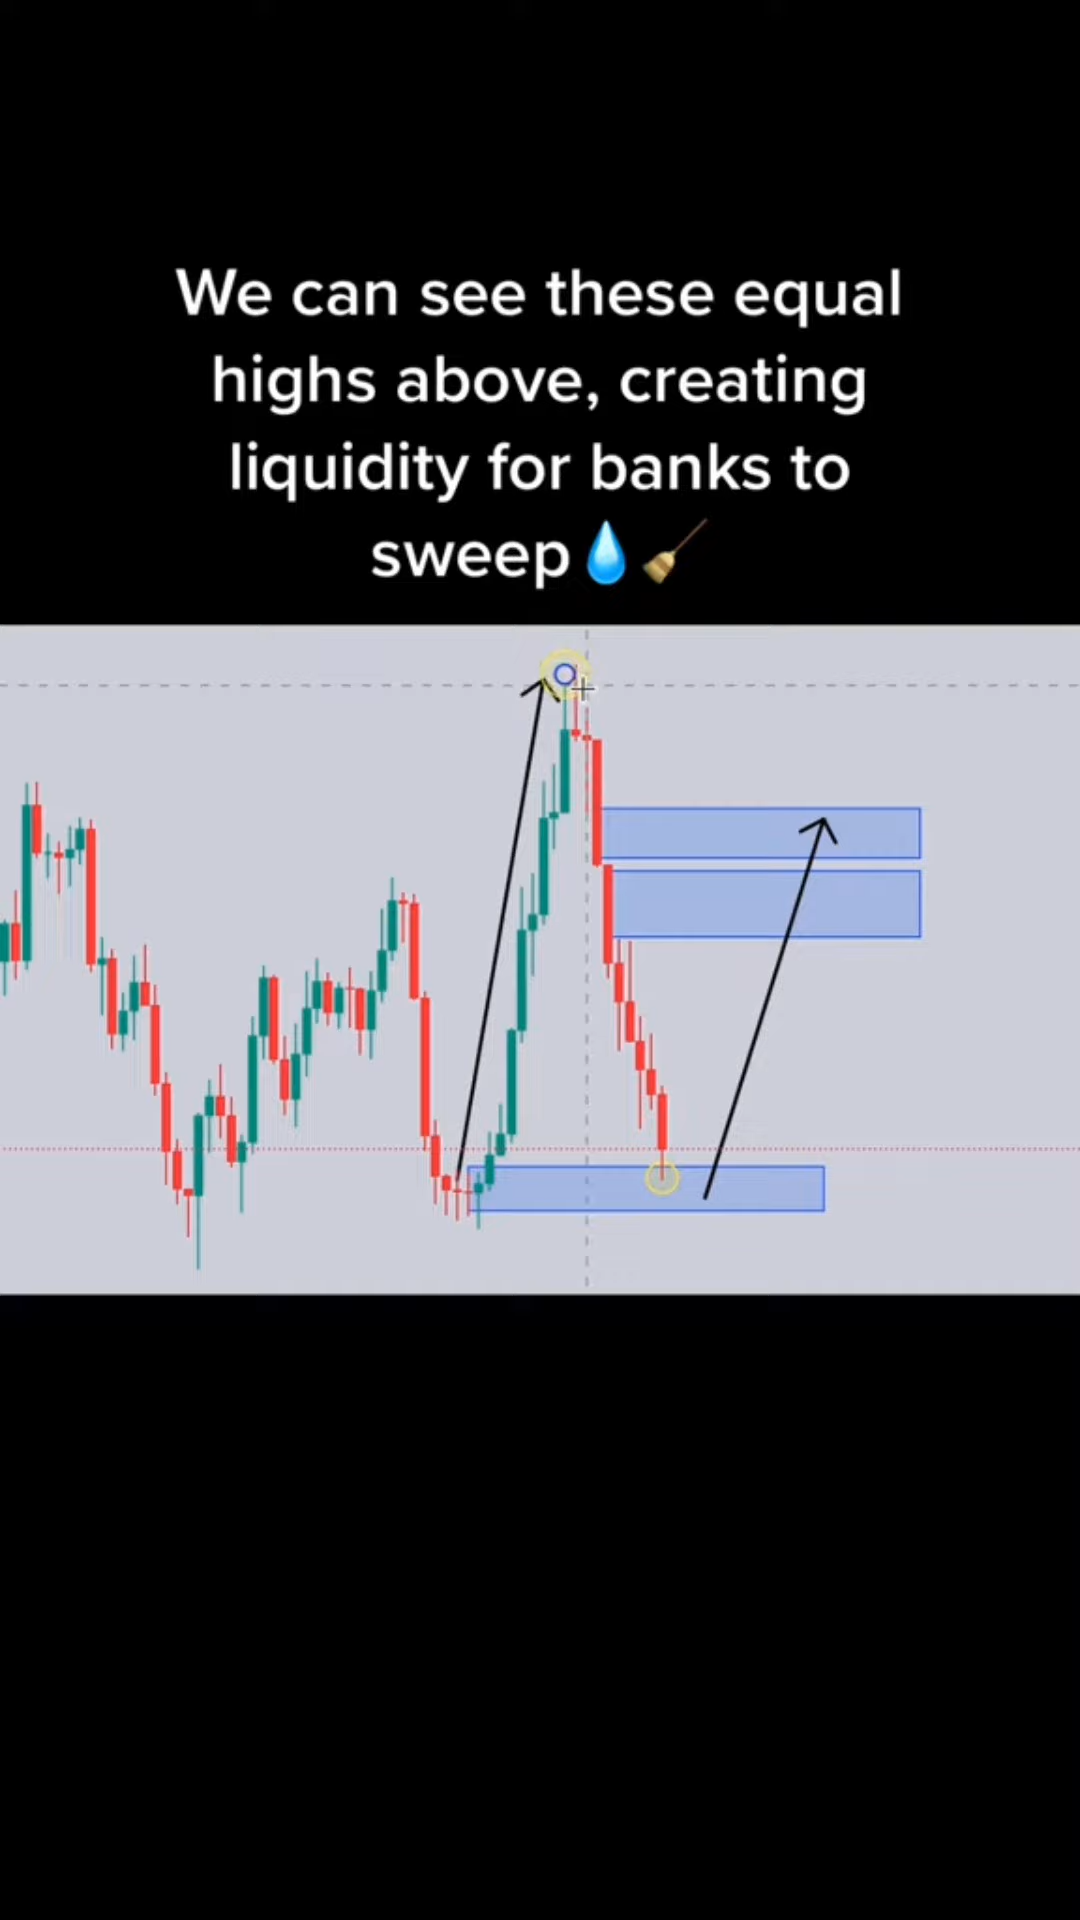 We can see these equal
highs above, creating
liquidity for banks to
sweep💧🧹